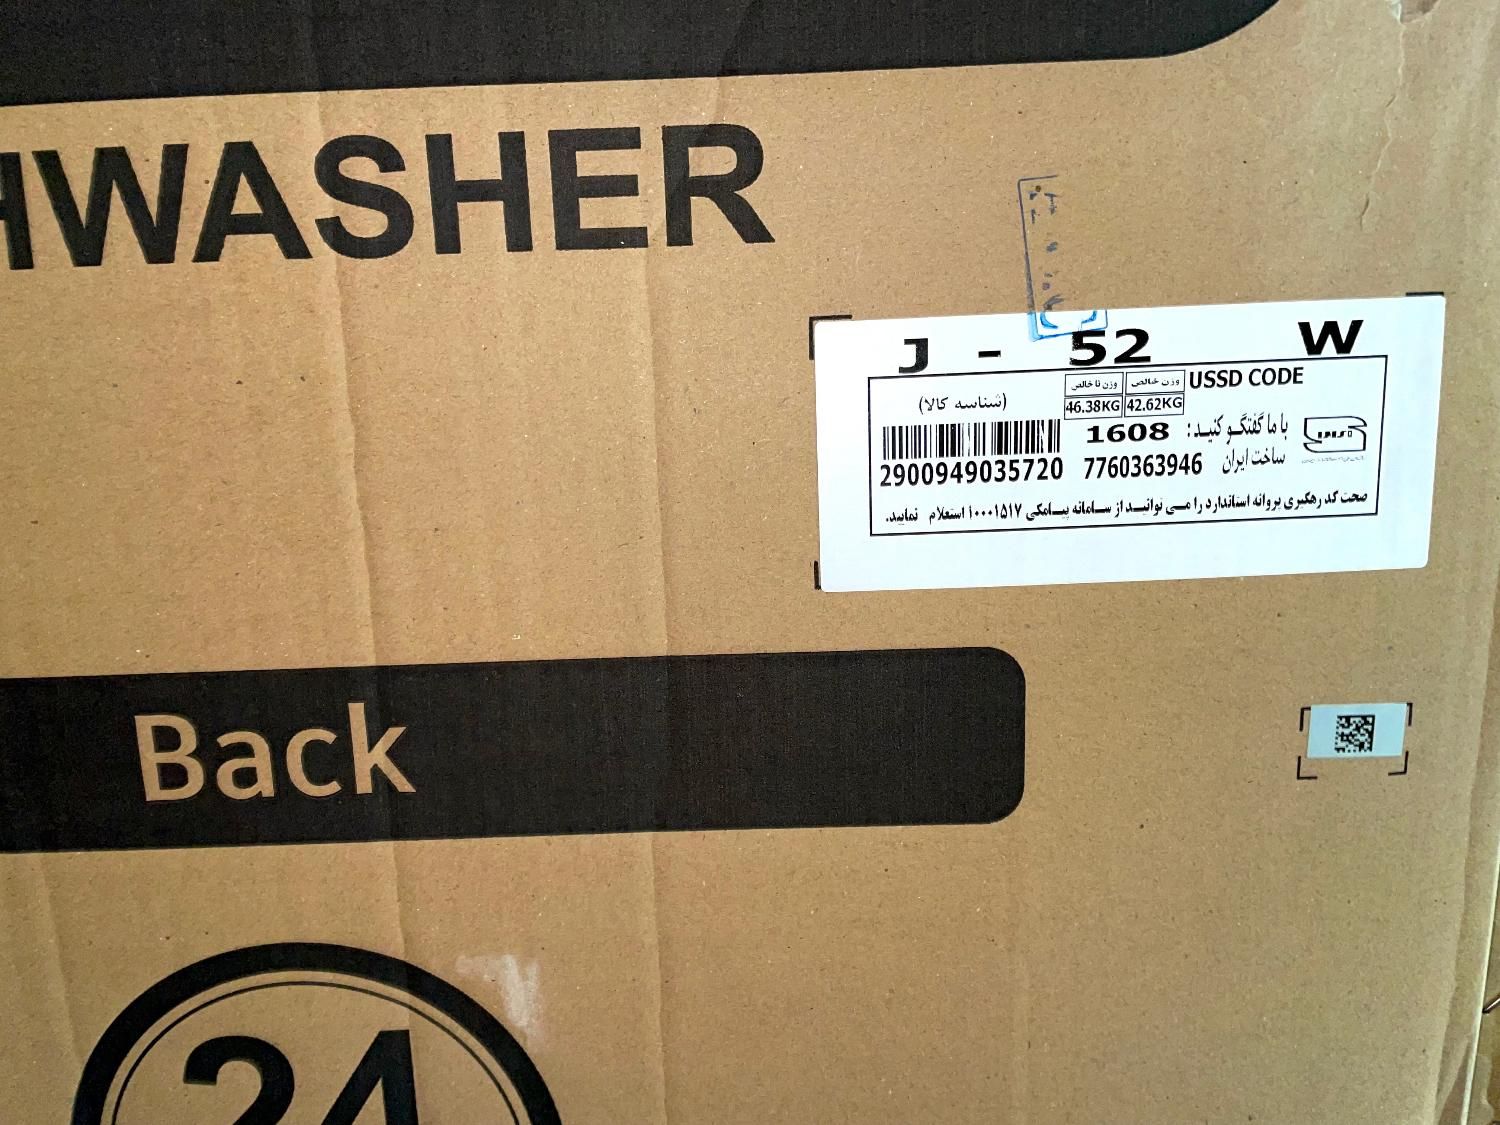 HWASHER
J - 52 W
وزن ناخالص وزن خالص USSD CODE
(شناسه کالا) 46.38KG 42.62KG
با ما گفتگو کنید: 1608
ساخت ایران 7760363946
2900949035720
صحت کد رهگیری پروانه استاندارد را می توانید از سامانه پیامکی ۱۰۰۰۱۵۱۷ استعلام نمایید.
Back
24